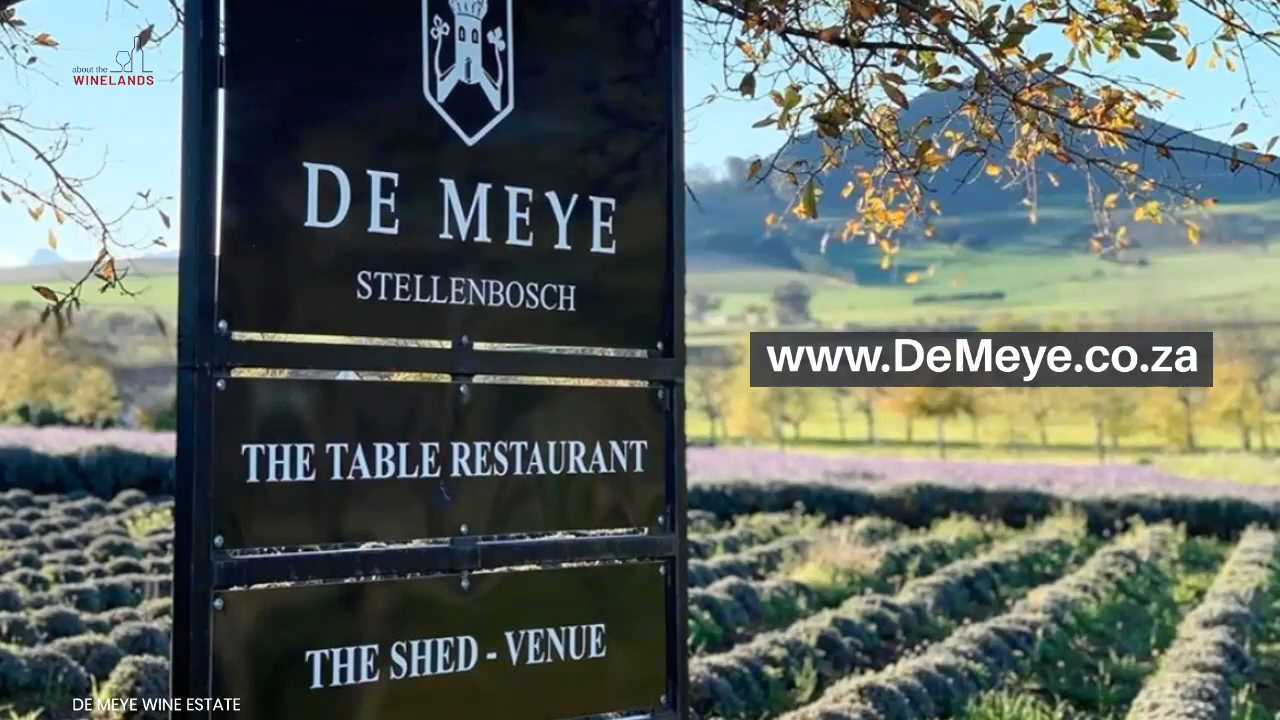 about the
WINELANDS
DE MEYE
STELLENBOSCH
www.DeMeye.co.za
THE TABLE RESTAURANT
THE SHED - VENUE
DE MEYE WINE ESTATE